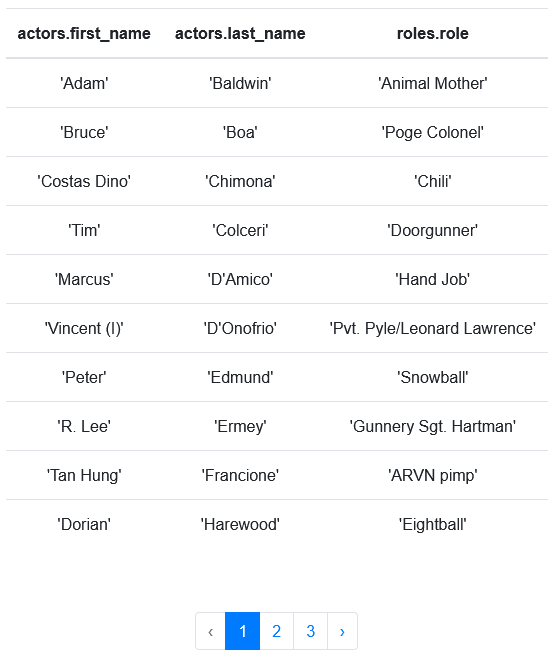 actors.first_name actors.last_name roles.role
'Adam' 'Baldwin' 'Animal Mother'
'Bruce' 'Boa' 'Poge Colonel'
'Costas Dino' 'Chimona' 'Chili'
'Tim' 'Colceri' 'Doorgunner'
'Marcus' 'D'Amico' 'Hand Job'
'Vincent (I)' 'D'Onofrio' 'Pvt. Pyle/Leonard Lawrence'
'Peter' 'Edmund' 'Snowball'
'R. Lee' 'Ermey' 'Gunnery Sgt. Hartman'
'Tan Hung' 'Francione' 'ARVN pimp'
'Dorian' 'Harewood' 'Eightball'
‹ 1 2 3 ›